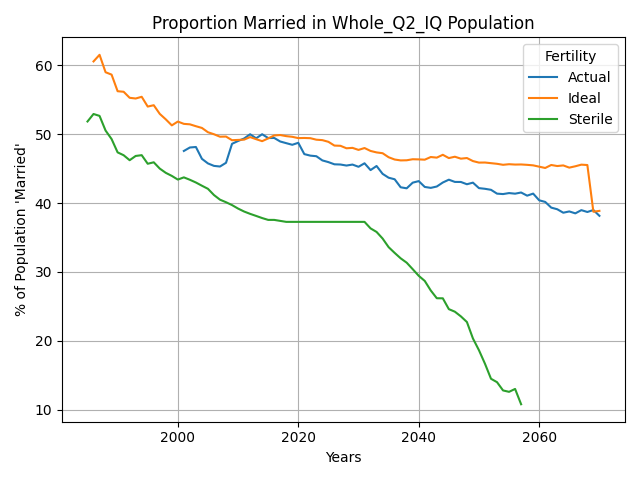 Proportion Married in Whole_Q2_IQ Population
Fertility
Actual
Ideal
Sterile
% of Population 'Married'
60
50
40
30
20
10
2000
2020
2040
2060
Years